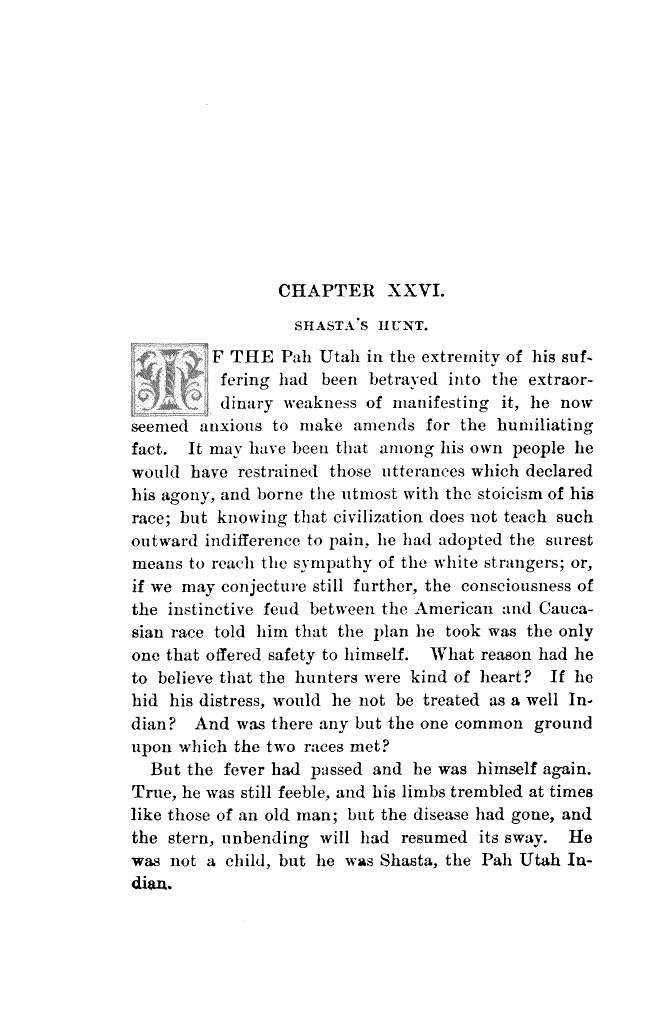 CHAPTER XXVI.
SHASTA'S HUNT.
IF THE Pah Utah in the extremity of his suf-
fering had been betrayed into the extraor-
dinary weakness of manifesting it, he now
seemed anxious to make amends for the humiliating
fact. It may have been that among his own people he
would have restrained those utterances which declared
his agony, and borne the utmost with the stoicism of his
race; but knowing that civilization does not teach such
outward indifference to pain, he had adopted the surest
means to reach the sympathy of the white strangers; or,
if we may conjecture still further, the consciousness of
the instinctive feud between the American and Cauca-
sian race told him that the plan he took was the only
one that offered safety to himself. What reason had he
to believe that the hunters were kind of heart? If he
hid his distress, would he not be treated as a well In-
dian? And was there any but the one common ground
upon which the two races met?
But the fever had passed and he was himself again.
True, he was still feeble, and his limbs trembled at times
like those of an old man; but the disease had gone, and
the stern, unbending will had resumed its sway. He
was not a child, but he was Shasta, the Pah Utah In-
dian.